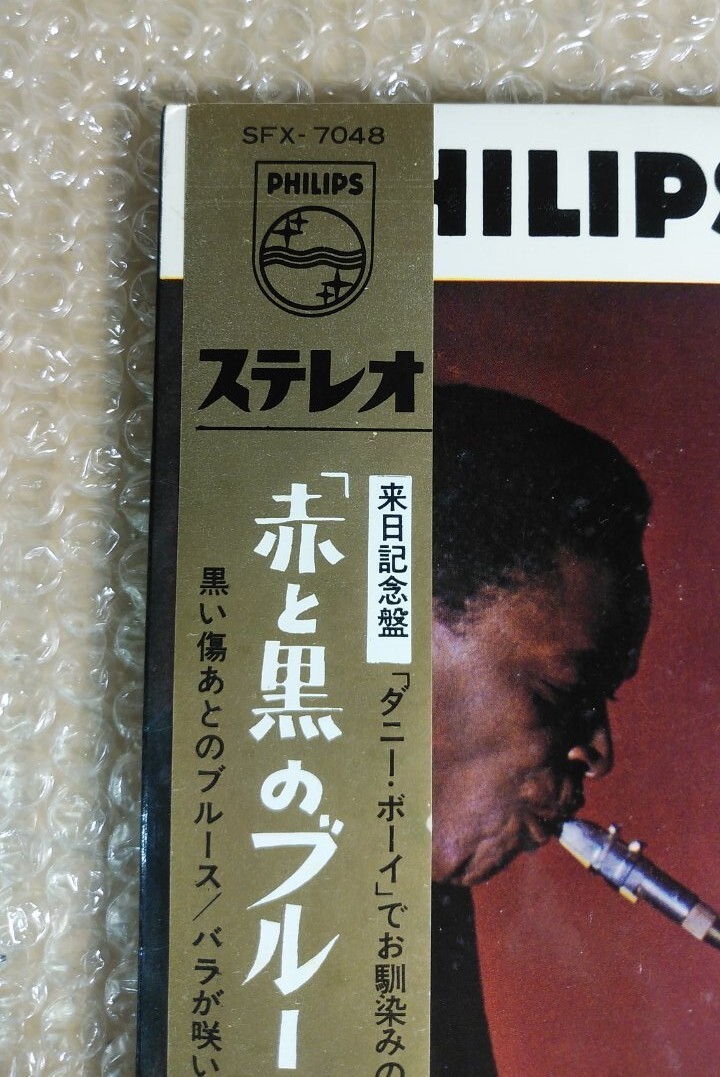 SFX-7048
PHILIPS
HILIPS
ステレオ
来日記念盤
「ダニー・ボーイ」でお馴染みの
「赤と黒のブルー
黒い傷あとのブルース/バラが咲い